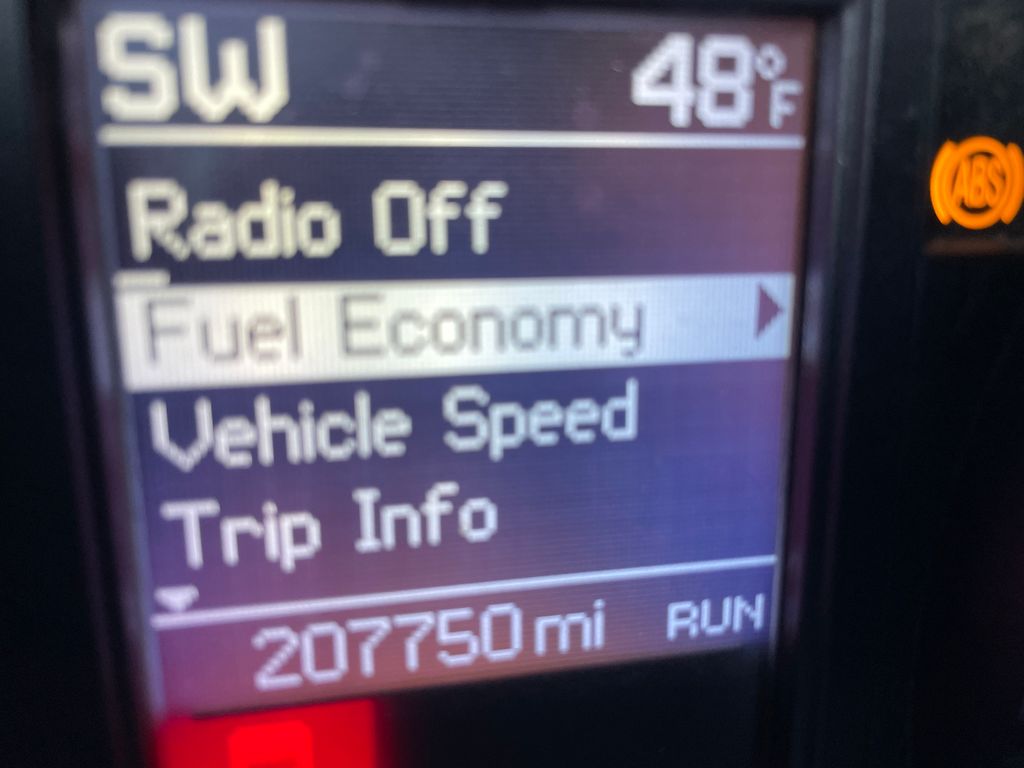 SW 48°F
Radio Off
Fuel Economy
Vehicle Speed
Trip Info
207750 mi RUN
ABS